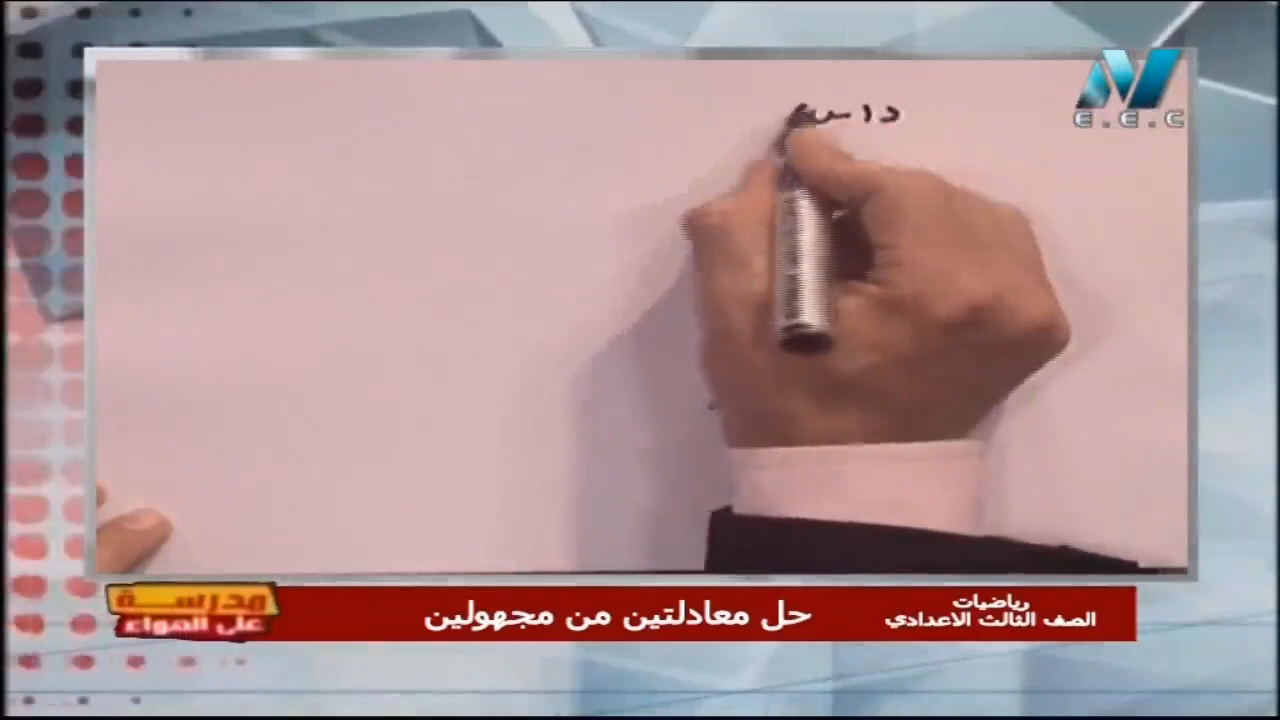 د ( س
E.E.C
مدرسة
على الهواء
رياضيات
الصف الثالث الاعدادي
حل معادلتين من مجهولين